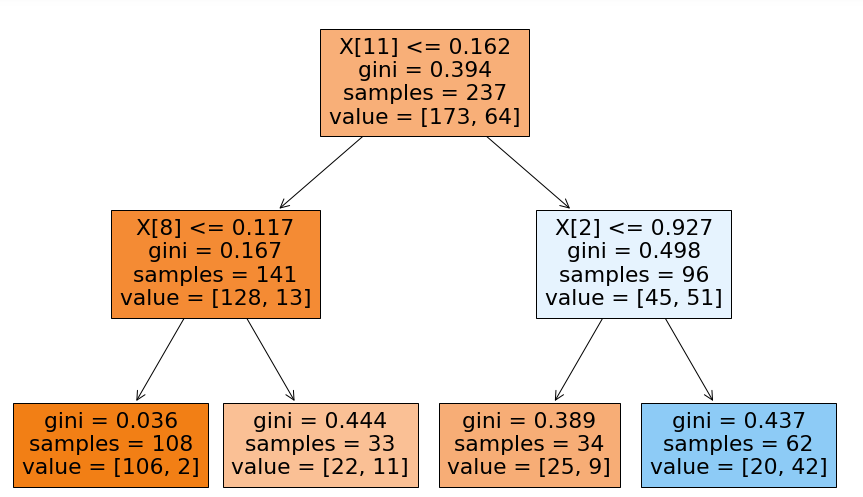 X[11] <= 0.162
gini = 0.394
samples = 237
value = [173, 64]
X[8] <= 0.117
gini = 0.167
samples = 141
value = [128, 13]
X[2] <= 0.927
gini = 0.498
samples = 96
value = [45, 51]
gini = 0.036
samples = 108
value = [106, 2]
gini = 0.444
samples = 33
value = [22, 11]
gini = 0.389
samples = 34
value = [25, 9]
gini = 0.437
samples = 62
value = [20, 42]